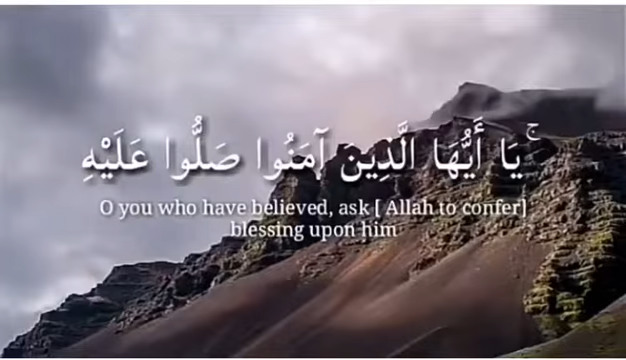 ۚ يَا أَيُّهَا الَّذِين آمَنُوا صَلُّوا عَلَيْهِ
O you who have believed, ask [ Allah to confer]
blessing upon him